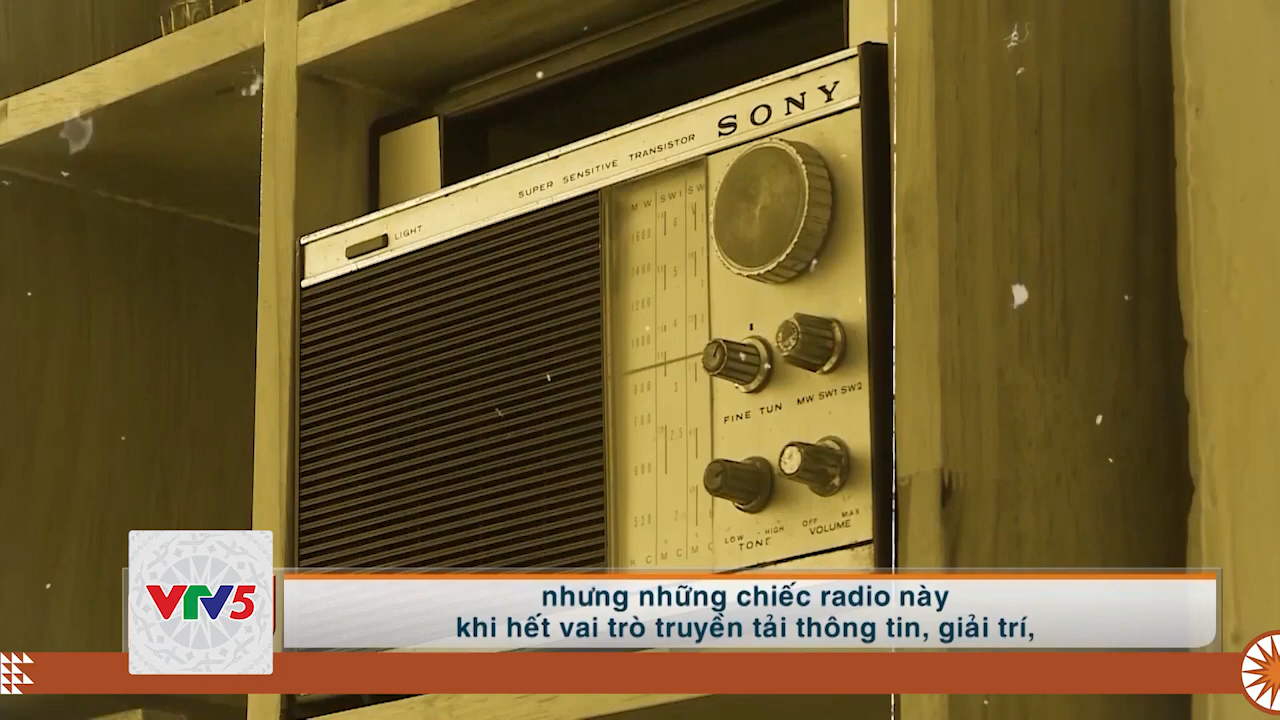 SONY
SUPER SENSITIVE TRANSISTOR
LIGHT
MW SW1 SW
FINE TUN
MW SW1 SW2
LOW - HIGH
TONE
OFF MAX
VOLUME
VTV5
nhưng những chiếc radio này
khi hết vai trò truyền tải thông tin, giải trí,